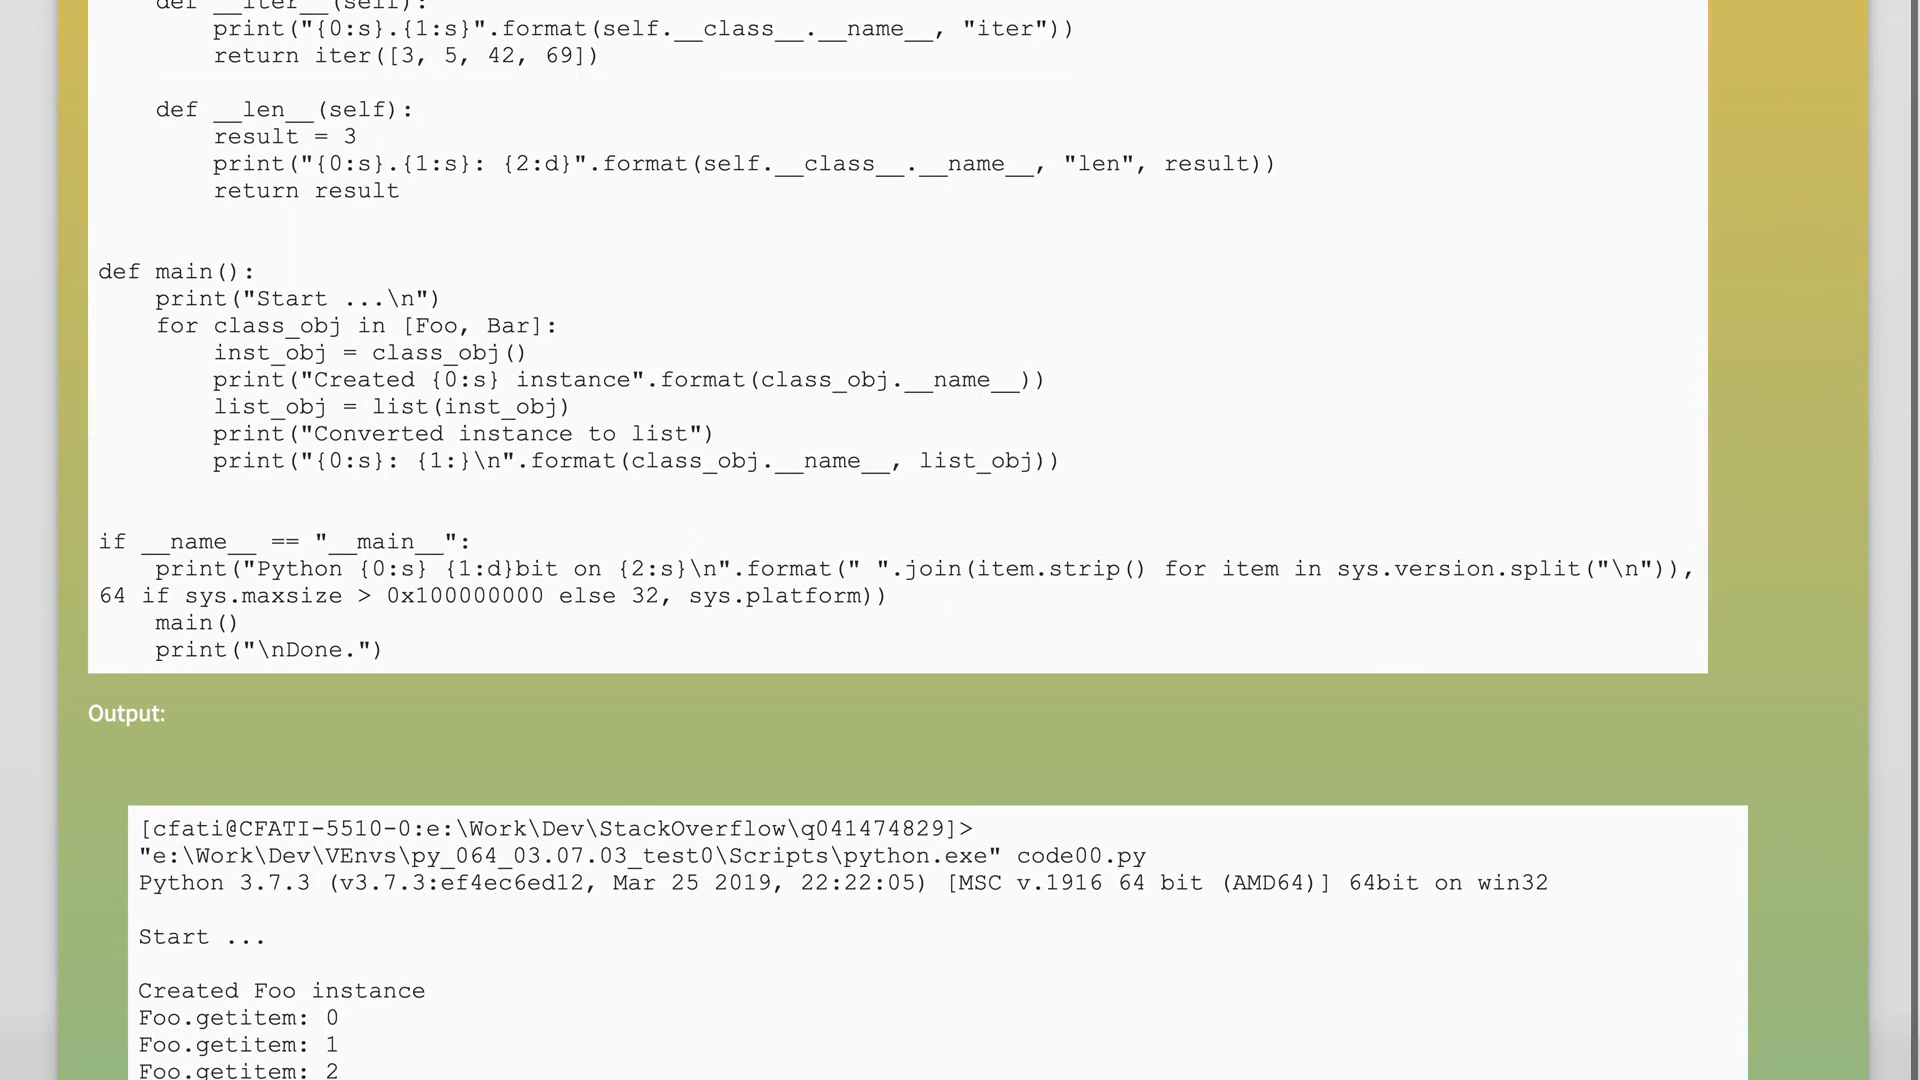 def __iter__(self):
        print("{0:s}.{1:s}".format(self.__class__.__name__, "iter"))
        return iter([3, 5, 42, 69])

    def __len__(self):
        result = 3
        print("{0:s}.{1:s}: {2:d}".format(self.__class__.__name__, "len", result))
        return result


def main():
    print("Start ...\n")
    for class_obj in [Foo, Bar]:
        inst_obj = class_obj()
        print("Created {0:s} instance".format(class_obj.__name__))
        list_obj = list(inst_obj)
        print("Converted instance to list")
        print("{0:s}: {1:}\n".format(class_obj.__name__, list_obj))


if __name__ == "__main__":
    print("Python {0:s} {1:d}bit on {2:s}\n".format(" ".join(item.strip() for item in sys.version.split("\n")),
64 if sys.maxsize > 0x100000000 else 32, sys.platform))
    main()
    print("\nDone.")

Output:

[cfati@CFATI-5510-0:e:\Work\Dev\StackOverflow\q041474829]>
"e:\Work\Dev\VEnvs\py_064_03.07.03_test0\Scripts\python.exe" code00.py
Python 3.7.3 (v3.7.3:ef4ec6ed12, Mar 25 2019, 22:22:05) [MSC v.1916 64 bit (AMD64)] 64bit on win32

Start ...

Created Foo instance
Foo.getitem: 0
Foo.getitem: 1
Foo.getitem: 2